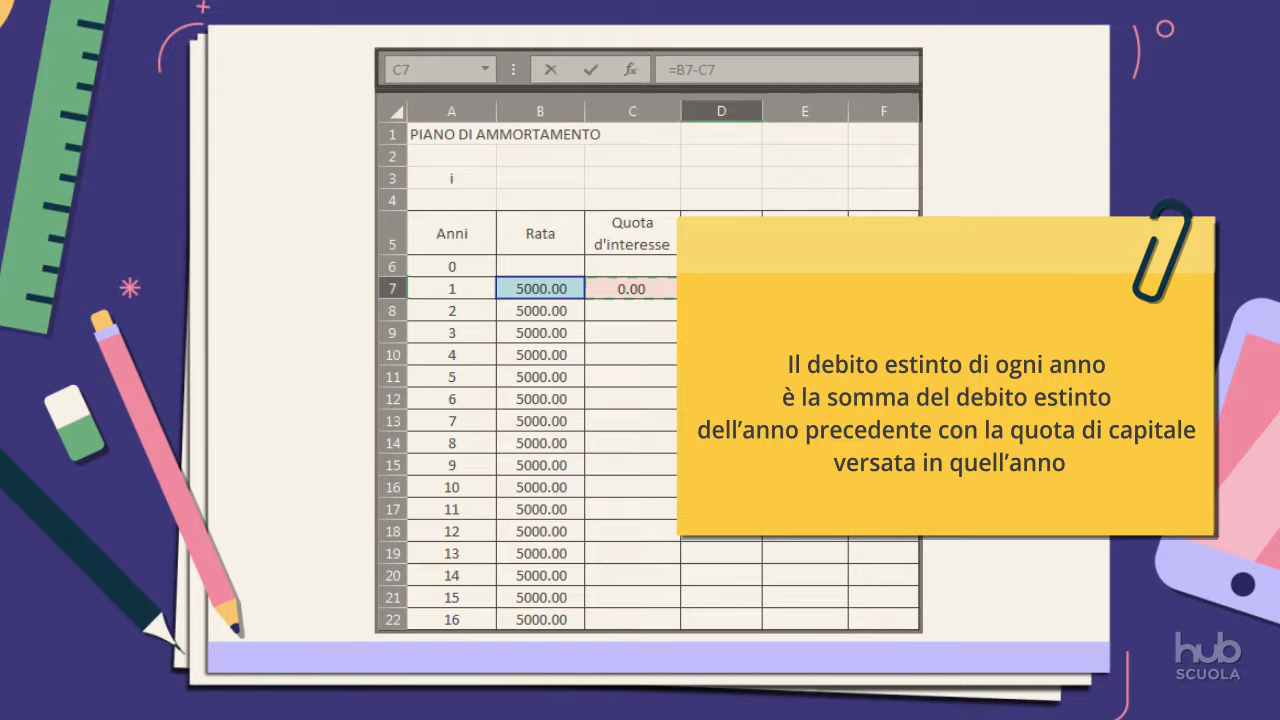 C7 =B7-C7
A B C D E F
1 PIANO DI AMMORTAMENTO
2
3 i
4
5 Anni Rata Quota d'interesse
6 0
7 1 5000.00 0.00
8 2 5000.00
9 3 5000.00
10 4 5000.00
11 5 5000.00
12 6 5000.00
13 7 5000.00
14 8 5000.00
15 9 5000.00
16 10 5000.00
17 11 5000.00
18 12 5000.00
19 13 5000.00
20 14 5000.00
21 15 5000.00
22 16 5000.00
Il debito estinto di ogni anno
è la somma del debito estinto
dell’anno precedente con la quota di capitale
versata in quell’anno
hub
SCUOLA